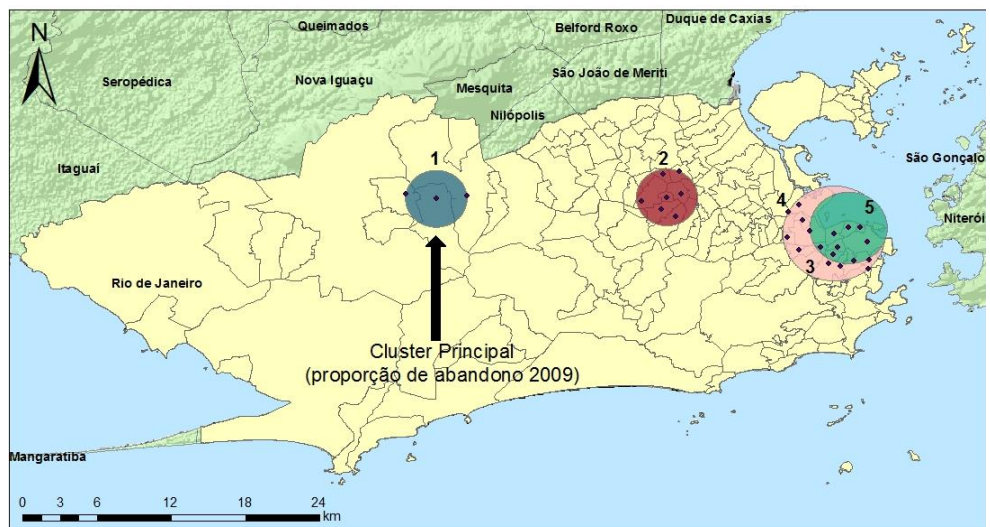 N
Queimados
Belford Roxo
Duque de Caxias
Seropédica
Nova Iguaçu
São João de Meriti
Mesquita
Nilópolis
Itaguaí
São Gonçalo
Niterói
1
2
4
5
3
Rio de Janeiro
Cluster Principal
(proporção de abandono 2009)
Mangaratiba
0 3 6 12 18 24
km